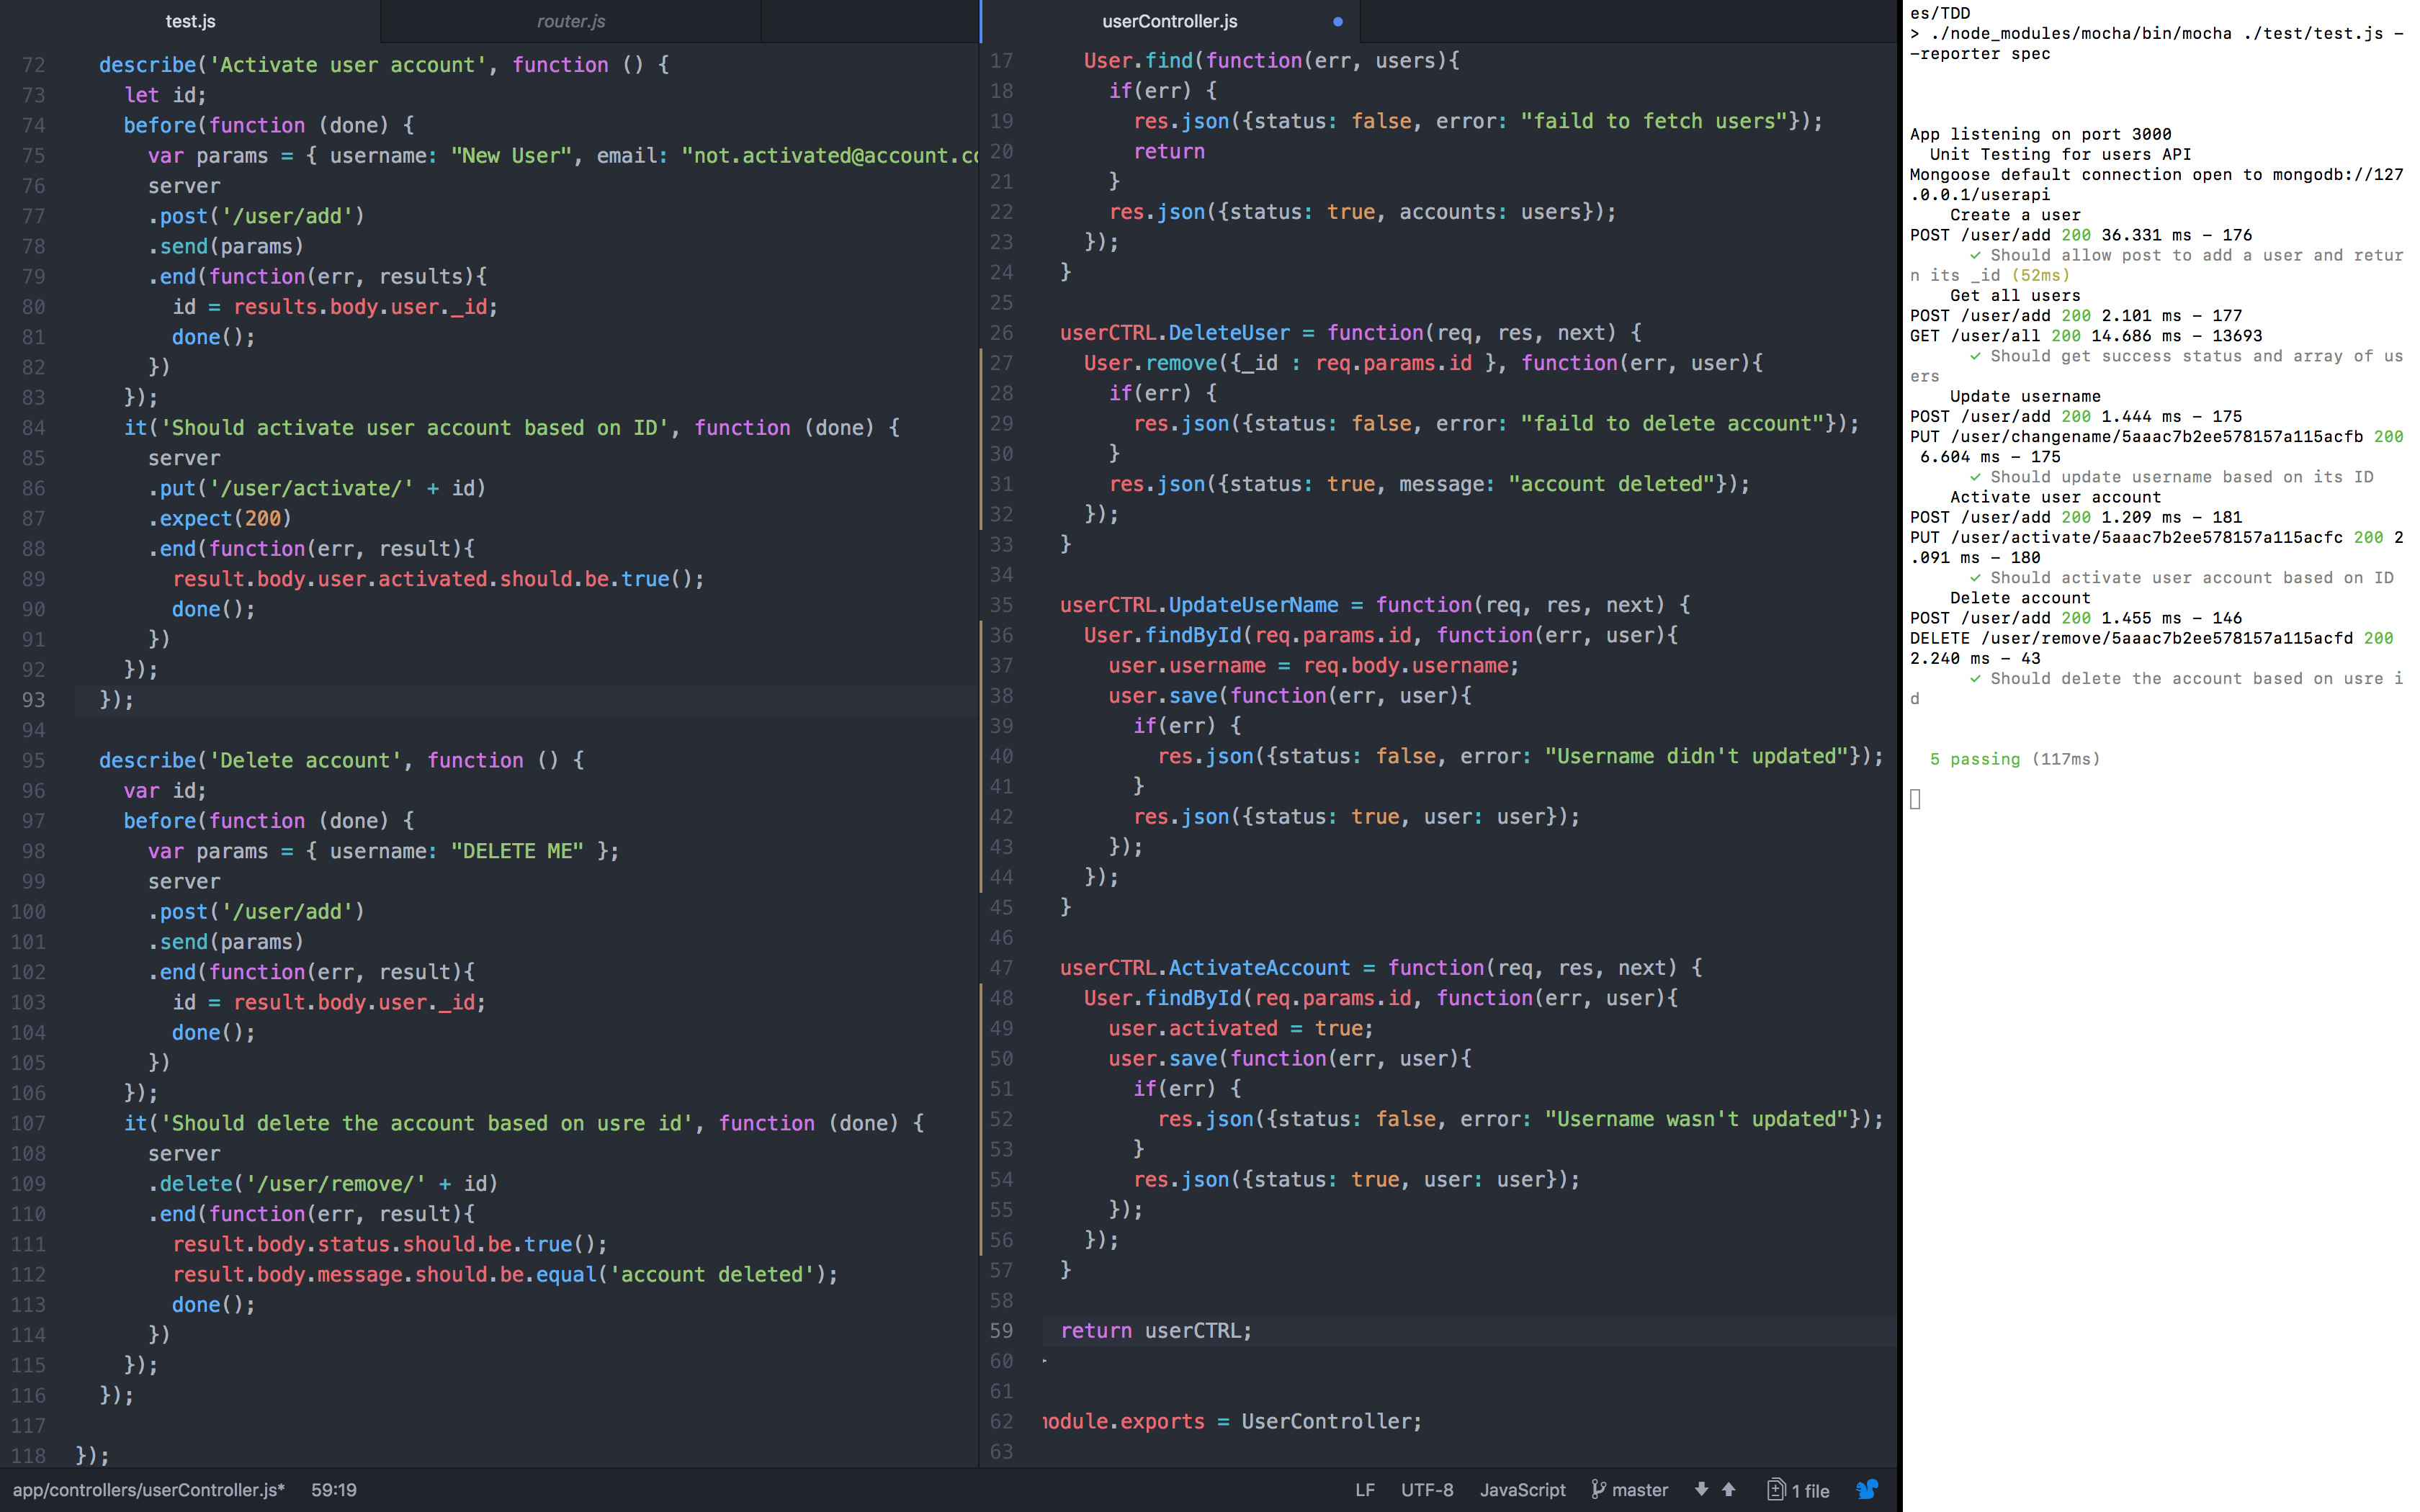 test.js
router.js
72 describe('Activate user account', function () {
73 let id;
74 before(function (done) {
75 var params = { username: "New User", email: "not.activated@account.co
76 server
77 .post('/user/add')
78 .send(params)
79 .end(function(err, results){
80 id = results.body.user._id;
81 done();
82 })
83 });
84 it('Should activate user account based on ID', function (done) {
85 server
86 .put('/user/activate/' + id)
87 .expect(200)
88 .end(function(err, result){
89 result.body.user.activated.should.be.true();
90 done();
91 })
92 });
93 });
94
95 describe('Delete account', function () {
96 var id;
97 before(function (done) {
98 var params = { username: "DELETE ME" };
99 server
100 .post('/user/add')
101 .send(params)
102 .end(function(err, result){
103 id = result.body.user._id;
104 done();
105 })
106 });
107 it('Should delete the account based on usre id', function (done) {
108 server
109 .delete('/user/remove/' + id)
110 .end(function(err, result){
111 result.body.status.should.be.true();
112 result.body.message.should.be.equal('account deleted');
113 done();
114 })
115 });
116 });
117
118 });
userController.js
17 User.find(function(err, users){
18 if(err) {
19 res.json({status: false, error: "faild to fetch users"});
20 return
21 }
22 res.json({status: true, accounts: users});
23 });
24 }
25
26 userCTRL.DeleteUser = function(req, res, next) {
27 User.remove({_id : req.params.id }, function(err, user){
28 if(err) {
29 res.json({status: false, error: "faild to delete account"});
30 }
31 res.json({status: true, message: "account deleted"});
32 });
33 }
34
35 userCTRL.UpdateUserName = function(req, res, next) {
36 User.findById(req.params.id, function(err, user){
37 user.username = req.body.username;
38 user.save(function(err, user){
39 if(err) {
40 res.json({status: false, error: "Username didn't updated"});
41 }
42 res.json({status: true, user: user});
43 });
44 });
45 }
46
47 userCTRL.ActivateAccount = function(req, res, next) {
48 User.findById(req.params.id, function(err, user){
49 user.activated = true;
50 user.save(function(err, user){
51 if(err) {
52 res.json({status: false, error: "Username wasn't updated"});
53 }
54 res.json({status: true, user: user});
55 });
56 });
57 }
58
59 return userCTRL;
60
61
62 module.exports = UserController;
63
app/controllers/userController.js* 59:19
LF UTF-8 JavaScript master 1 file
es/TDD
> ./node_modules/mocha/bin/mocha ./test/test.js -
-reporter spec
App listening on port 3000
Unit Testing for users API
Mongoose default connection open to mongodb://127
.0.0.1/userapi
Create a user
POST /user/add 200 36.331 ms - 176
✓ Should allow post to add a user and retur
n its _id (52ms)
Get all users
POST /user/add 200 2.101 ms - 177
GET /user/all 200 14.686 ms - 13693
✓ Should get success status and array of us
ers
Update username
POST /user/add 200 1.444 ms - 175
PUT /user/changename/5aaac7b2ee578157a115acfb 200
6.604 ms - 175
✓ Should update username based on its ID
Activate user account
POST /user/add 200 1.209 ms - 181
PUT /user/activate/5aaac7b2ee578157a115acfc 200 2
.091 ms - 180
✓ Should activate user account based on ID
Delete account
POST /user/add 200 1.455 ms - 146
DELETE /user/remove/5aaac7b2ee578157a115acfd 200
2.240 ms - 43
✓ Should delete the account based on usre i
d
5 passing (117ms)